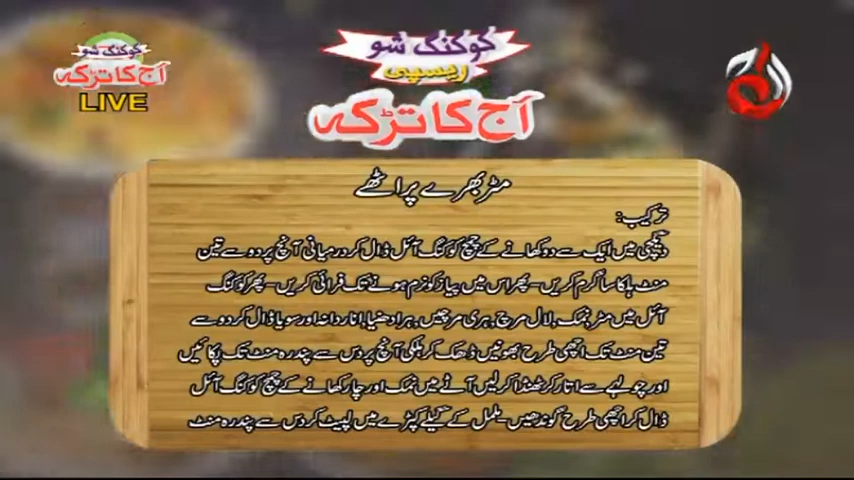 کوکنگ شو
آج کا تڑکہ
LIVE
کوکنگ شو
ریسپی
آج کا تڑکہ
مٹر بھرے پراٹھے
ترکیب:
دیگچی میں ایک سے دو کھانے کے چمچ کوکنگ آئل ڈال کر درمیانی آنچ پر دو سے تین
منٹ ہلکا سا گرم کریں - پھر اس میں پیاز کو نرم ہونے تک فرائی کریں - پھر کوکنگ
آئل میں مٹر، نمک، لال مرچ، ہری مرچیں، ہرا دھنیا، انار دانہ اور سویا ڈال کر دو سے
تین منٹ تک اچھی طرح بھونیں ڈھک کر ہلکی آنچ پر دس سے پندرہ منٹ تک پکائیں
اور چولہے سے اتار کر ٹھنڈا کر لیں آٹے میں نمک اور چار کھانے کے چمچ کوکنگ آئل
ڈال کر اچھی طرح گوندھیں - ململ کے گیلے کپڑے میں لپیٹ کر دس سے پندرہ منٹ